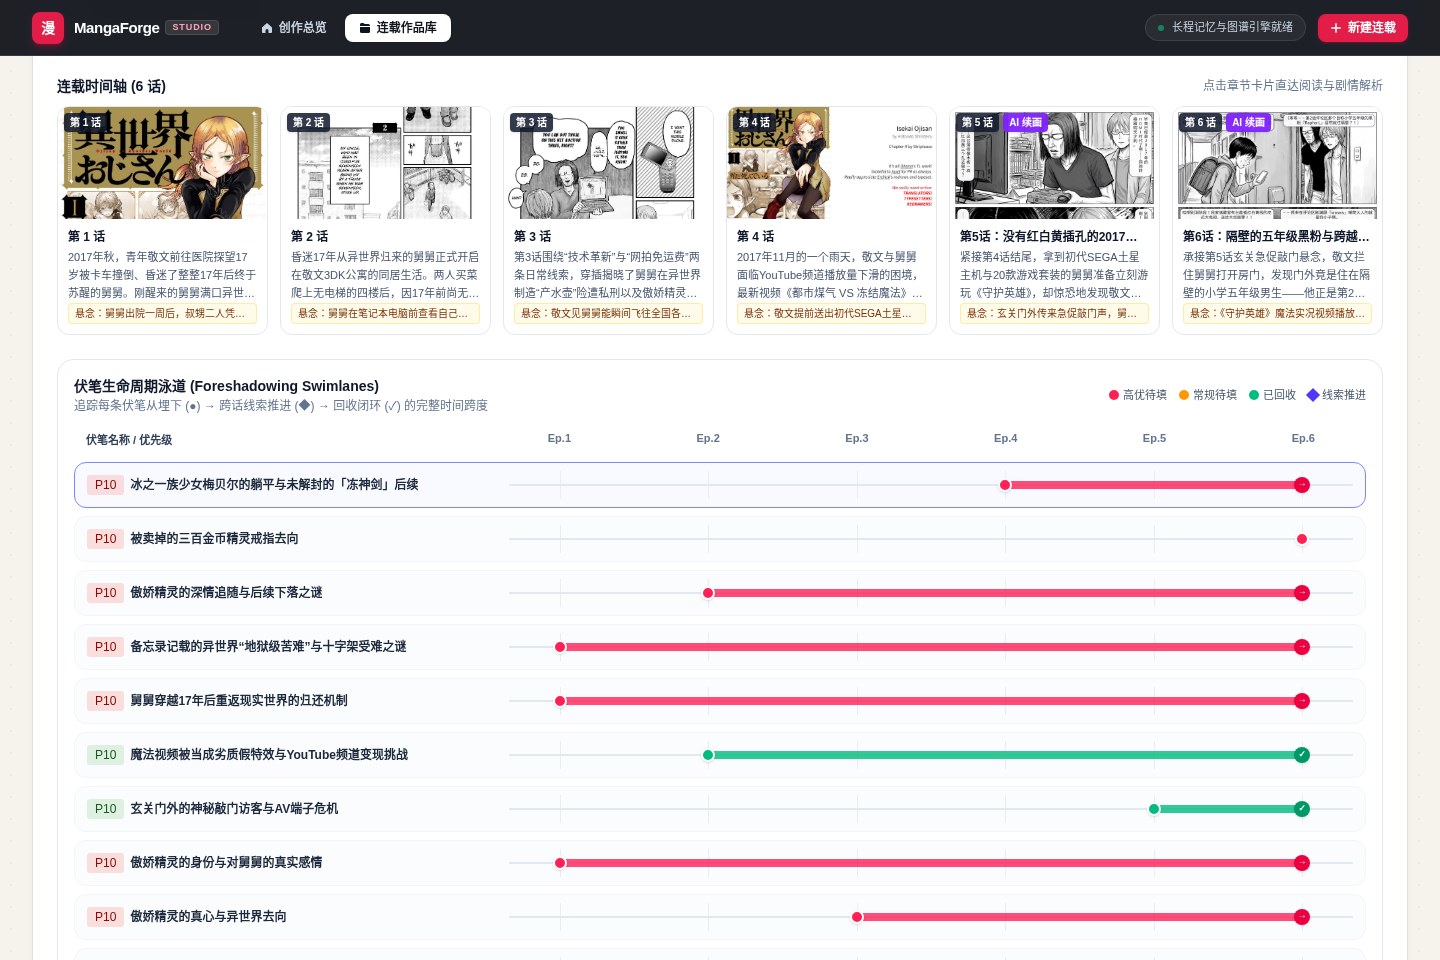 漫 MangaForge STUDIO 创作总览 连载作品库 长程记忆与图谱引擎就绪 新建连载
连载时间轴 (6 话) 点击章节卡片直达阅读与剧情解析
第 1 话
异世界
おじさん
第 1 话
2017年秋，青年敬文前往医院探望17
岁被卡车撞倒、昏迷了整整17年后终于
苏醒的舅舅。刚醒来的舅舅满口异世...
悬念：舅舅出院一周后，叔甥二人凭...
第 2 话
2
第 2 话
昏迷17年从异世界归来的舅舅正式开启
在敬文3DK公寓的同居生活。两人买菜
爬上无电梯的四楼后，因17年前尚无...
悬念：舅舅在笔记本电脑前查看自己...
第 3 话
第 3 话
第3话围绕“技术革新”与“网拍免运费”两
条日常线索，穿插揭晓了舅舅在异世界
制造“产水壶”险遭私刑以及傲娇精灵...
悬念：敬文见舅舅能瞬间飞往全国各...
第 4 话
Isekai Ojisan
第 4 话
2017年11月的一个雨天，敬文与舅舅
面临YouTube频道播放量下滑的困境，
最新视频《都市煤气 VS 冻结魔法》...
悬念：敬文提前送出初代SEGA土星...
第 5 话 AI 续画
第5话：没有红白黄插孔的2017...
紧接第4话结尾，拿到初代SEGA土星
主机与20款游戏套装的舅舅准备立刻游
玩《守护英雄》，却惊恐地发现敬文...
悬念：玄关门外传来急促敲门声，舅...
第 6 话 AI 续画
第6话：隔壁的五年级黑粉与跨越...
承接第5话玄关急促敲门悬念，敬文拦
住舅舅打开房门，发现门外竟是住在隔
壁的小学五年级男生——他正是第2...
悬念：《守护英雄》魔法实况视频播放...
伏笔生命周期泳道 (Foreshadowing Swimlanes)
追踪每条伏笔从埋下 (●) → 跨话线索推进 (◆) → 回收闭环 (✓) 的完整时间跨度
高优待填 常规待填 已回收 线索推进
伏笔名称 / 优先级 Ep.1 Ep.2 Ep.3 Ep.4 Ep.5 Ep.6
P10 冰之一族少女梅贝尔的躺平与未解封的「冻神剑」后续
P10 被卖掉的三百金币精灵戒指去向
P10 傲娇精灵的深情追随与后续下落之谜
P10 备忘录记载的异世界“地狱级苦难”与十字架受难之谜
P10 舅舅穿越17年后重返现实世界的归还机制
P10 魔法视频被当成劣质假特效与YouTube频道变现挑战
P10 玄关门外的神秘敲门访客与AV端子危机
P10 傲娇精灵的身份与对舅舅的真实感情
P10 傲娇精灵的真心与异世界去向